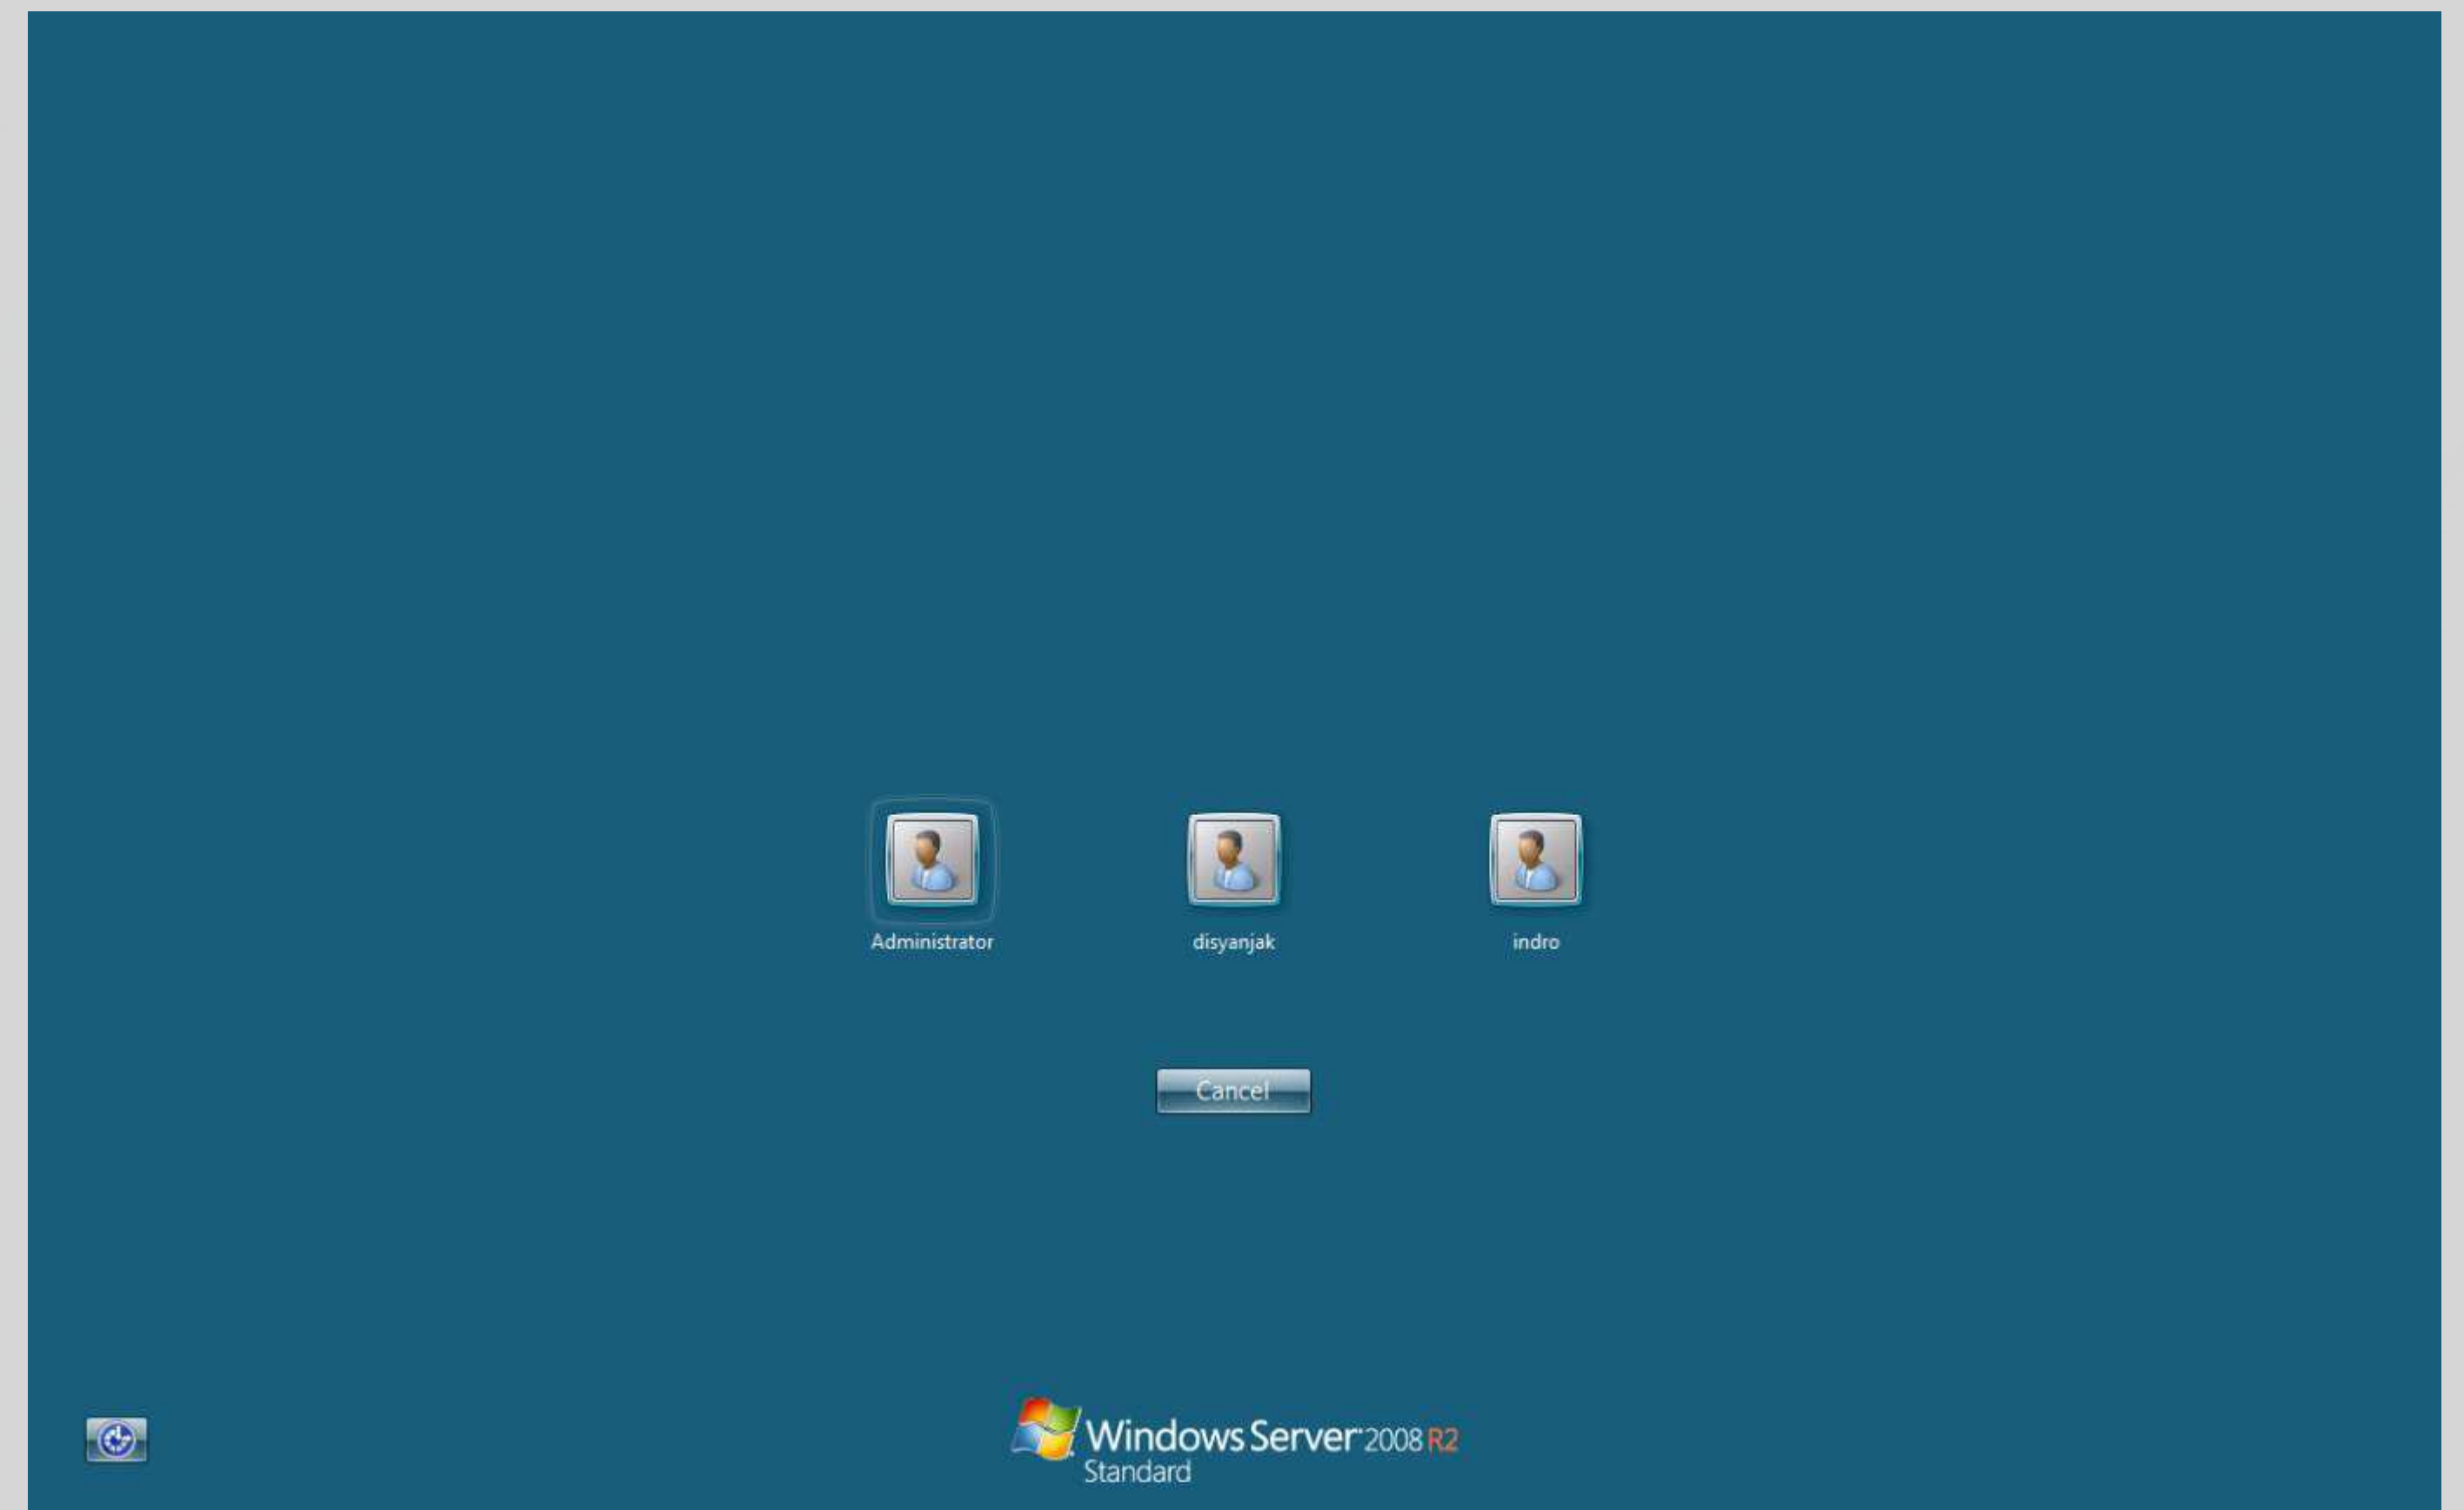 Administrator
disyanjak
indro
Cancel
Windows Server 2008 R2
Standard